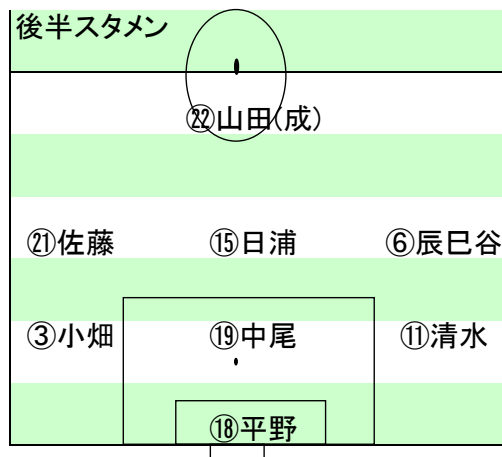 後半スタメン
㉒山田(成)
㉑佐藤 ⑮日浦 ⑥辰巳谷
③小畑 ⑲中尾 ⑪清水
⑱平野